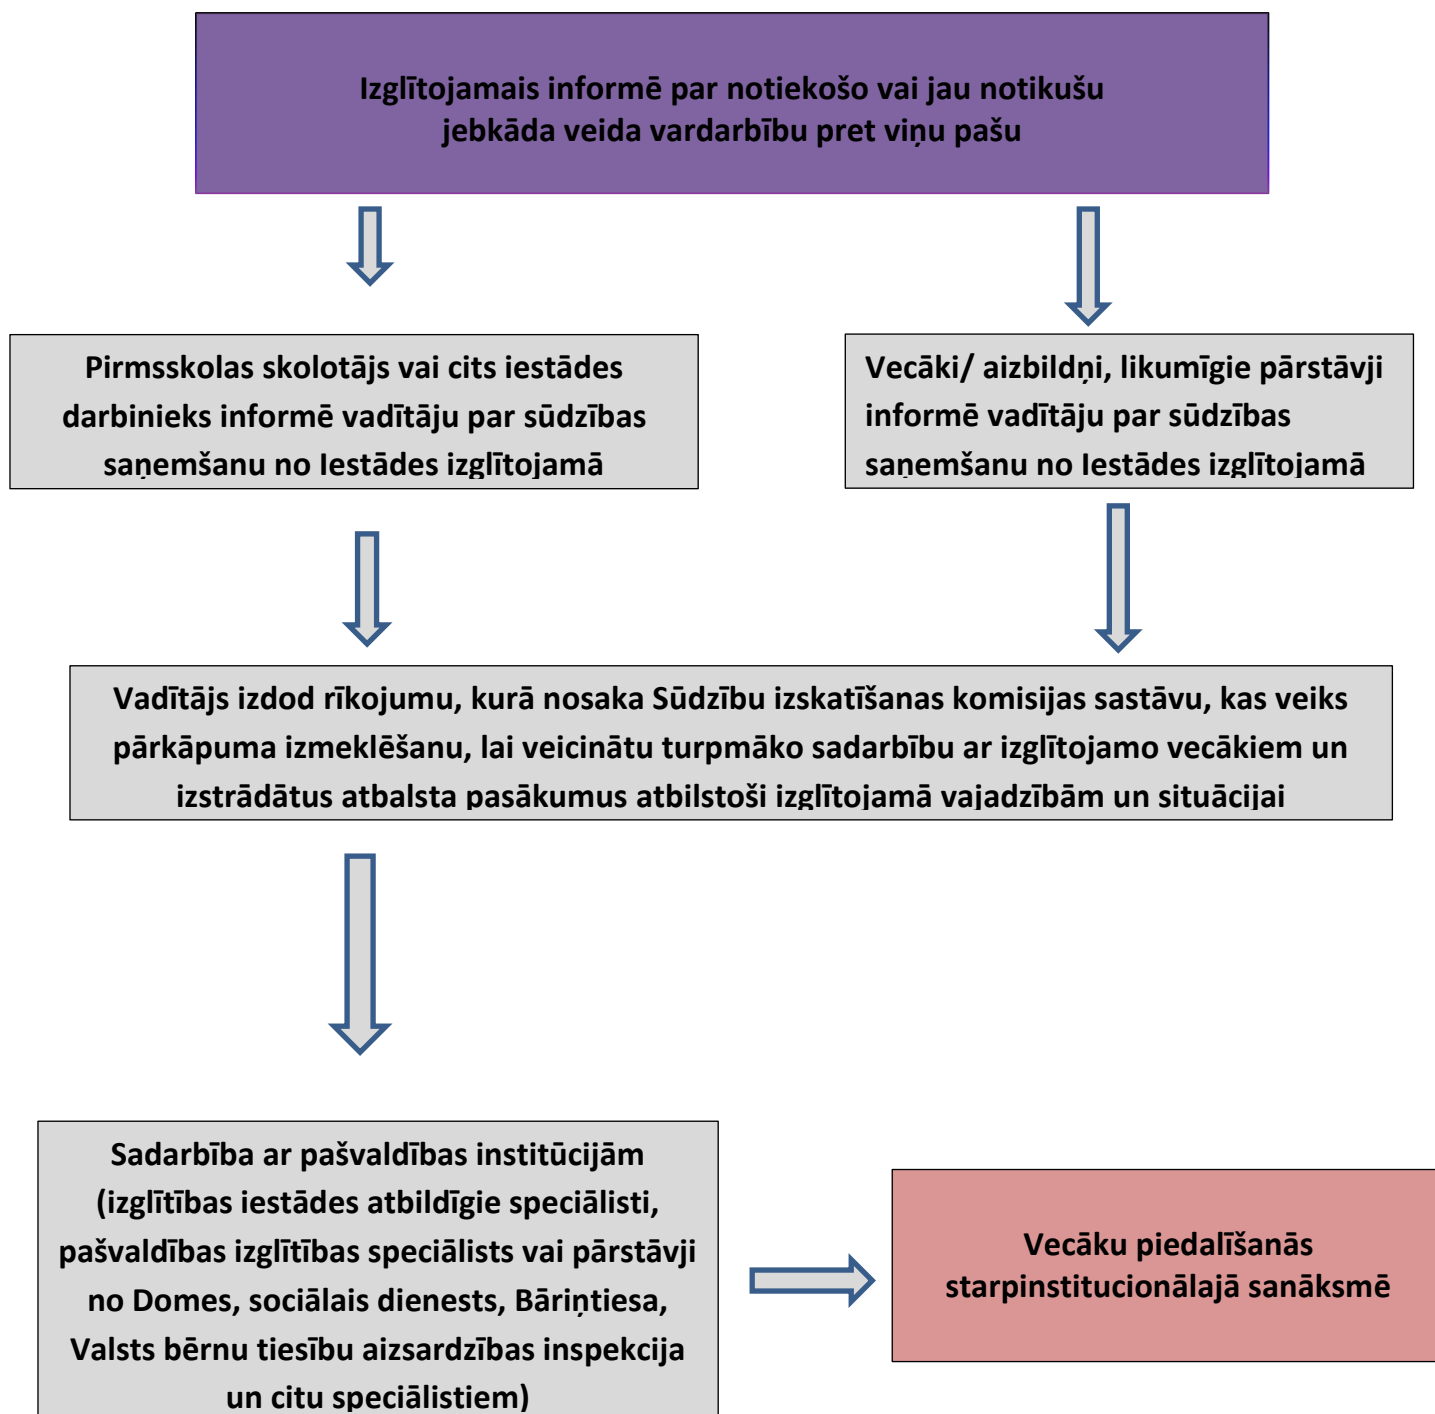 Izglītojamais informē par notiekošo vai jau notikušu
jebkāda veida vardarbību pret viņu pašu
Pirmsskolas skolotājs vai cits iestādes
darbinieks informē vadītāju par sūdzības
saņemšanu no Iestādes izglītojamā
Vecāki/ aizbildņi, likumīgie pārstāvji
informē vadītāju par sūdzības
saņemšanu no Iestādes izglītojamā
Vadītājs izdod rīkojumu, kurā nosaka Sūdzību izskatīšanas komisijas sastāvu, kas veiks
pārkāpuma izmeklēšanu, lai veicinātu turpmāko sadarbību ar izglītojamo vecākiem un
izstrādātus atbalsta pasākumus atbilstoši izglītojamā vajadzībām un situācijai
Sadarbība ar pašvaldības institūcijām
(izglītības iestādes atbildīgie speciālisti,
pašvaldības izglītības speciālists vai pārstāvji
no Domes, sociālais dienests, Bāriņtiesa,
Valsts bērnu tiesību aizsardzības inspekcija
un citu speciālistiem)
Vecāku piedalīšanās
starpinstitucionālajā sanāksmē